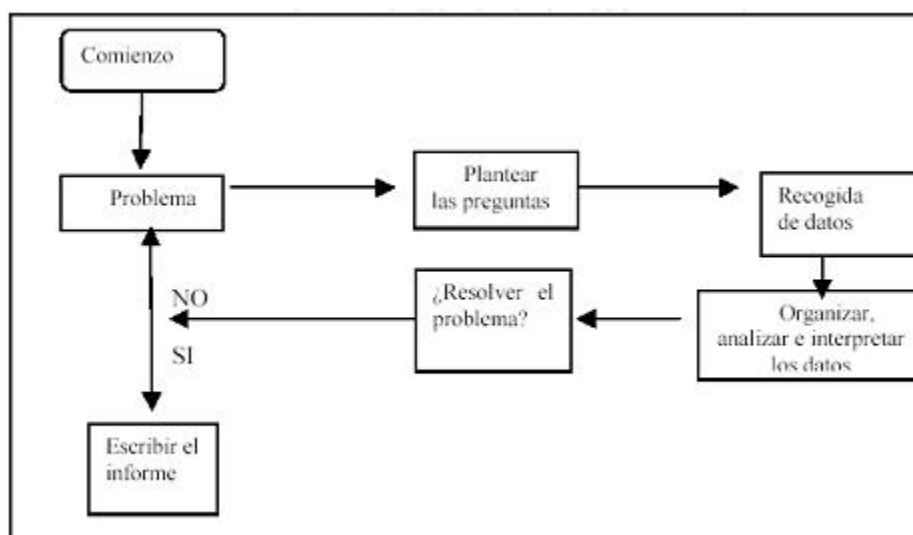 Comienzo
Problema
Plantear
las preguntas
Recogida
de datos
Organizar,
analizar e interpretar
los datos
¿Resolver el
problema?
NO
SI
Escribir el
informe